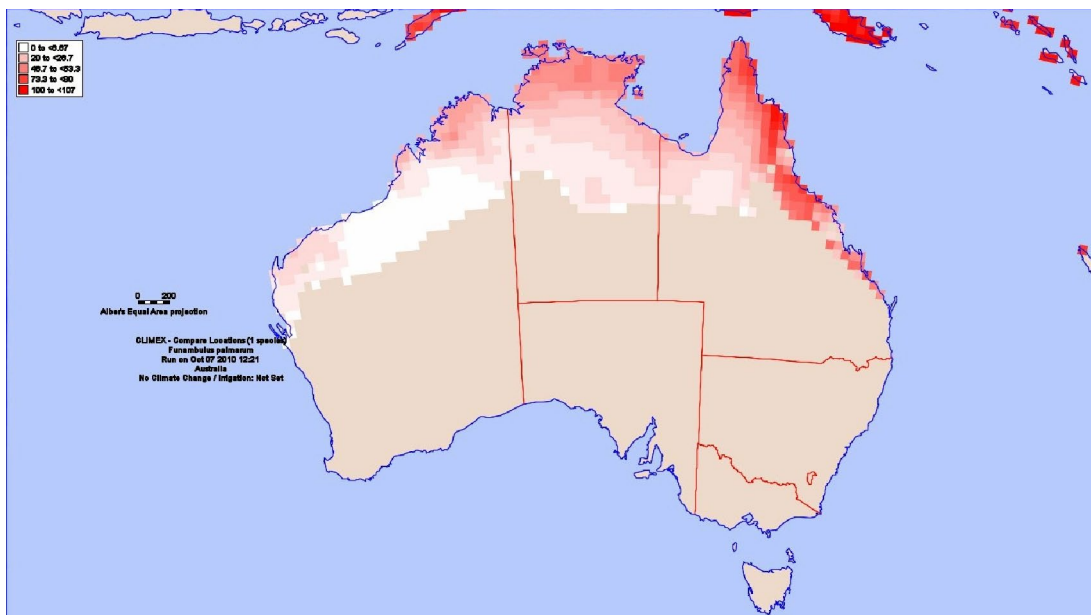 0 to <6.67
20 to <26.7
46.7 to <53.3
73.3 to <80
100 to <107
0 200
Alber's Equal Area projection
CLIMEX - Compare Locations (1 species)
Funambulus palmarum
Run on Oct 07 2010 12:21
Australia
No Climate Change / Irrigation: Not Set